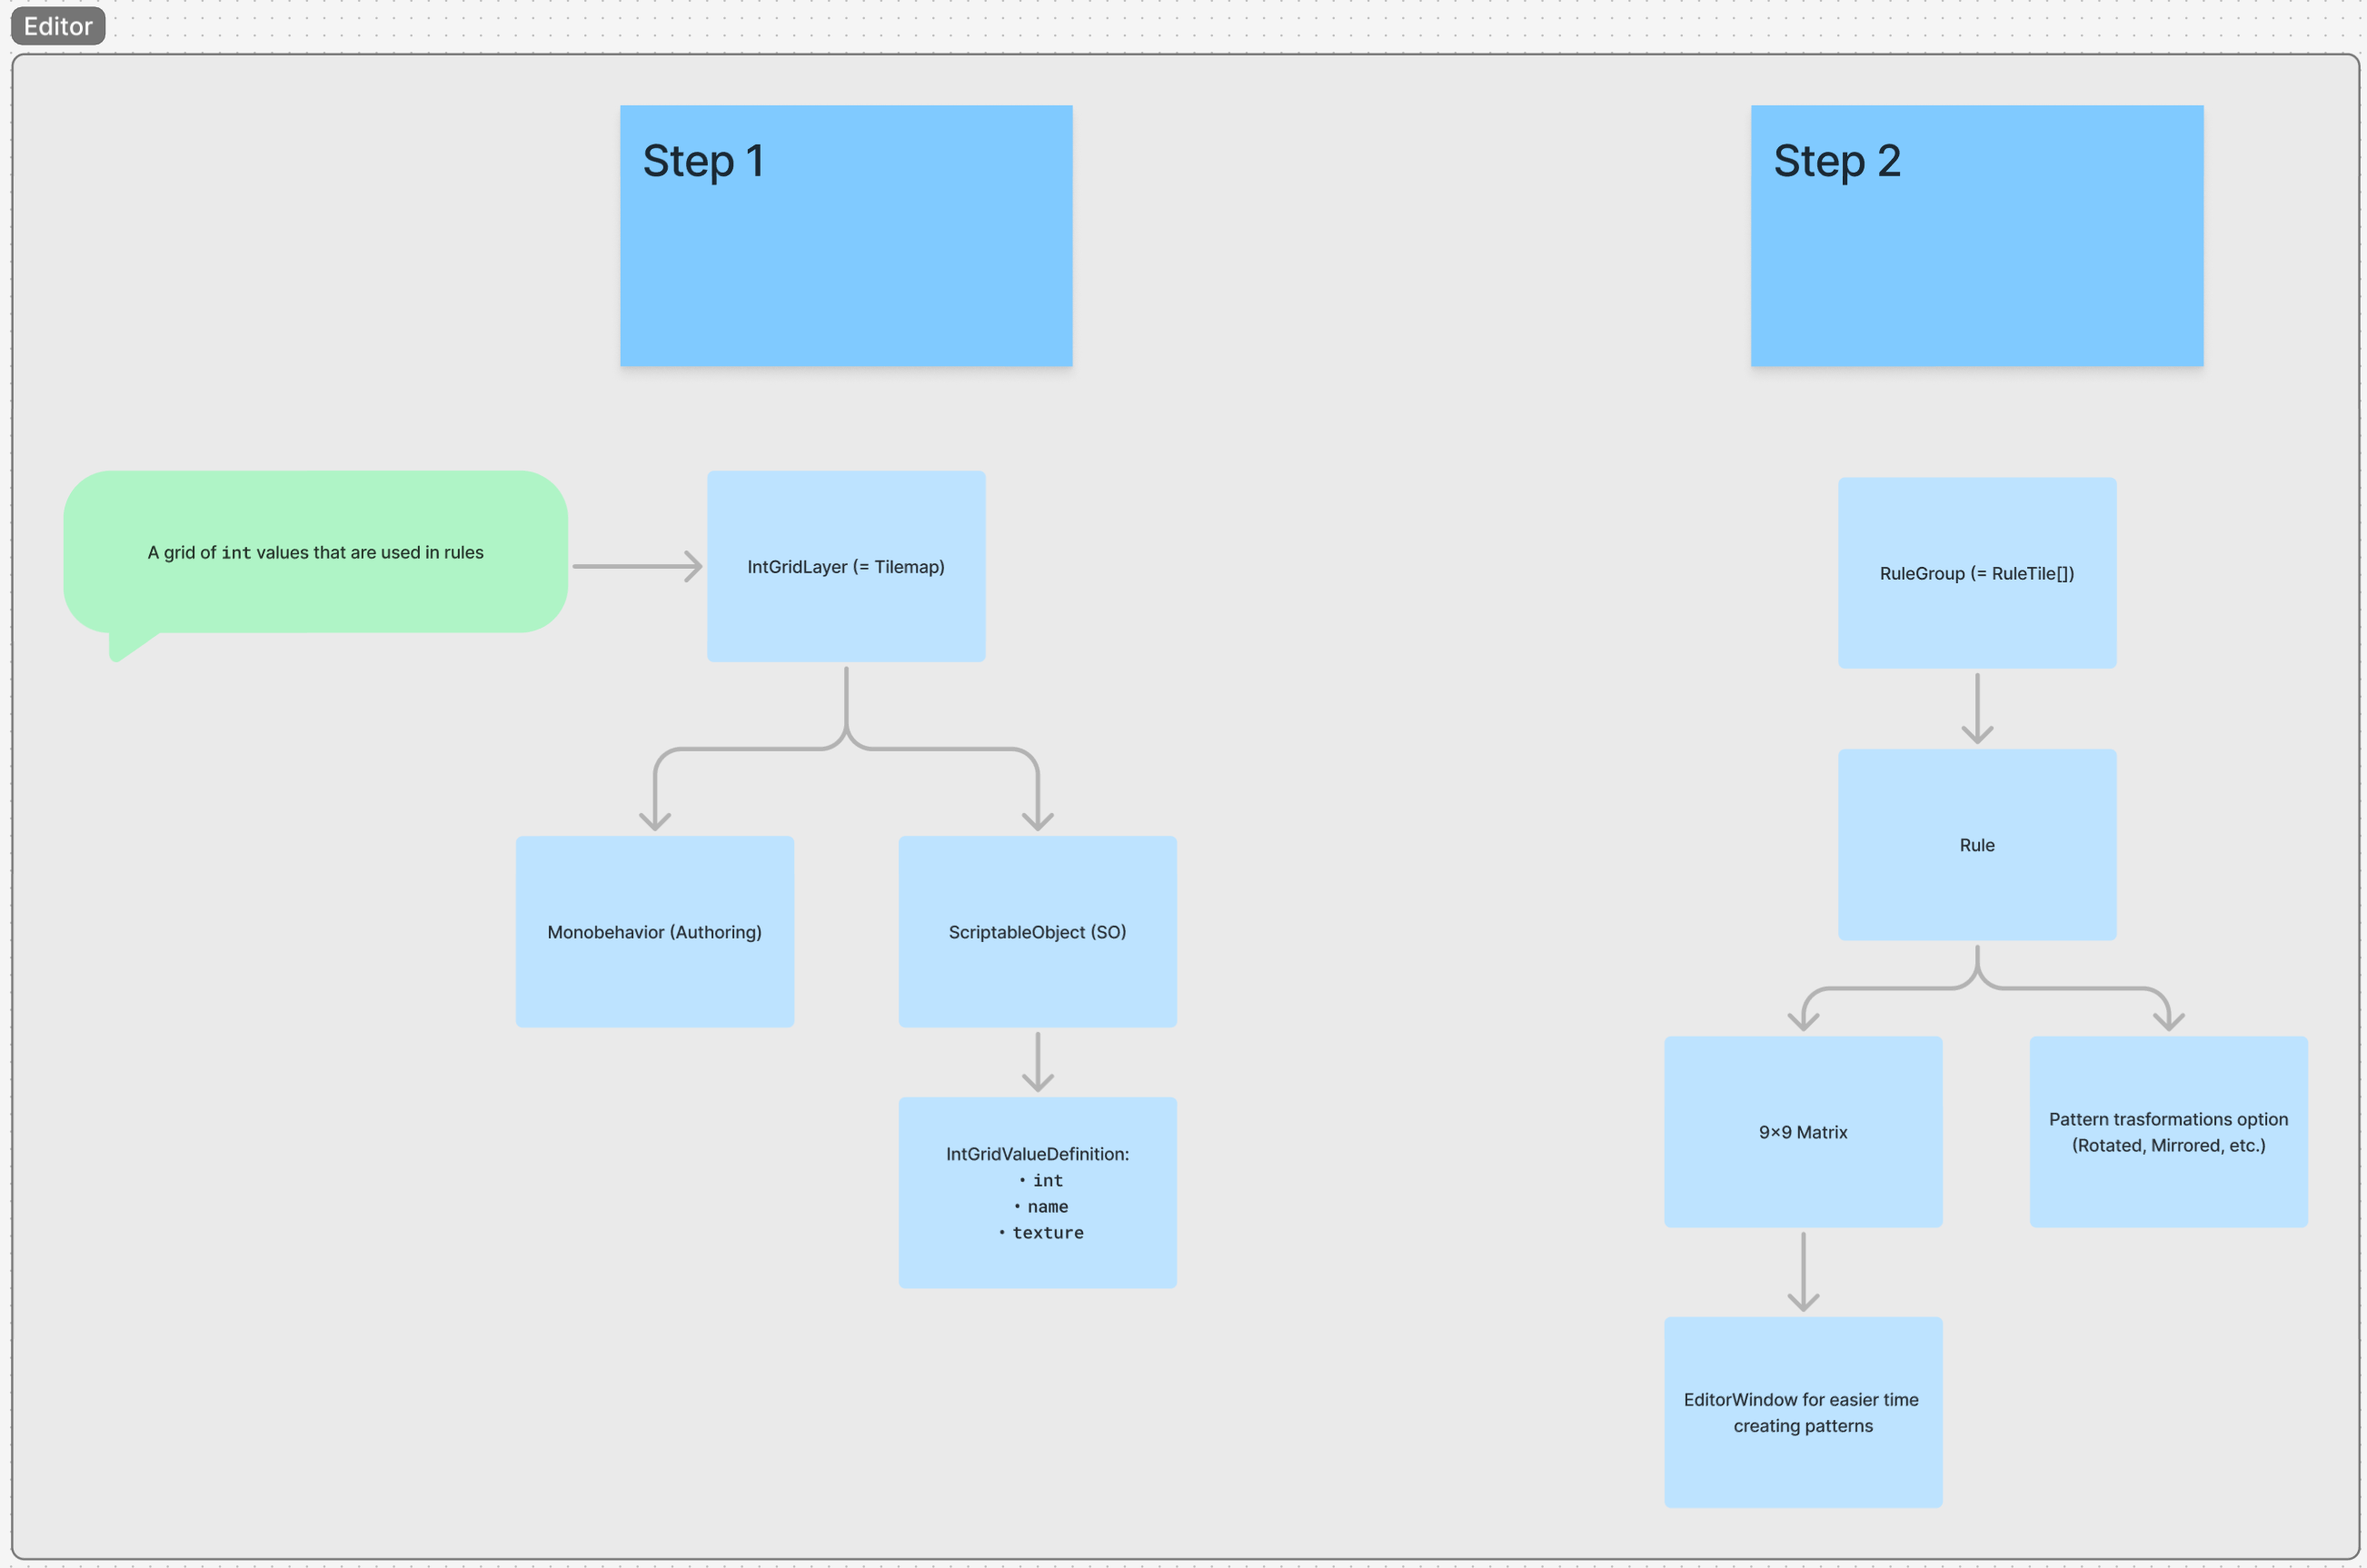 Editor
Step 1
Step 2
A grid of int values that are used in rules
IntGridLayer (= Tilemap)
RuleGroup (= RuleTile[])
Rule
Monobehavior (Authoring)
ScriptableObject (SO)
9×9 Matrix
Pattern trasformations option
(Rotated, Mirrored, etc.)
IntGridValueDefinition:
• int
• name
• texture
EditorWindow for easier time
creating patterns